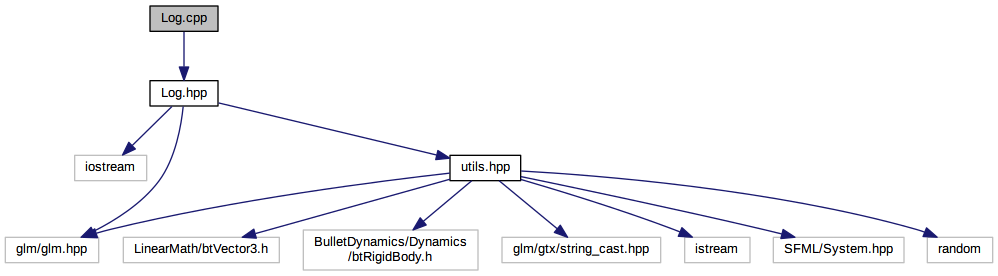 Log.cpp
Log.hpp
iostream
utils.hpp
glm/glm.hpp
LinearMath/btVector3.h
BulletDynamics/Dynamics
/btRigidBody.h
glm/gtx/string_cast.hpp
istream
SFML/System.hpp
random